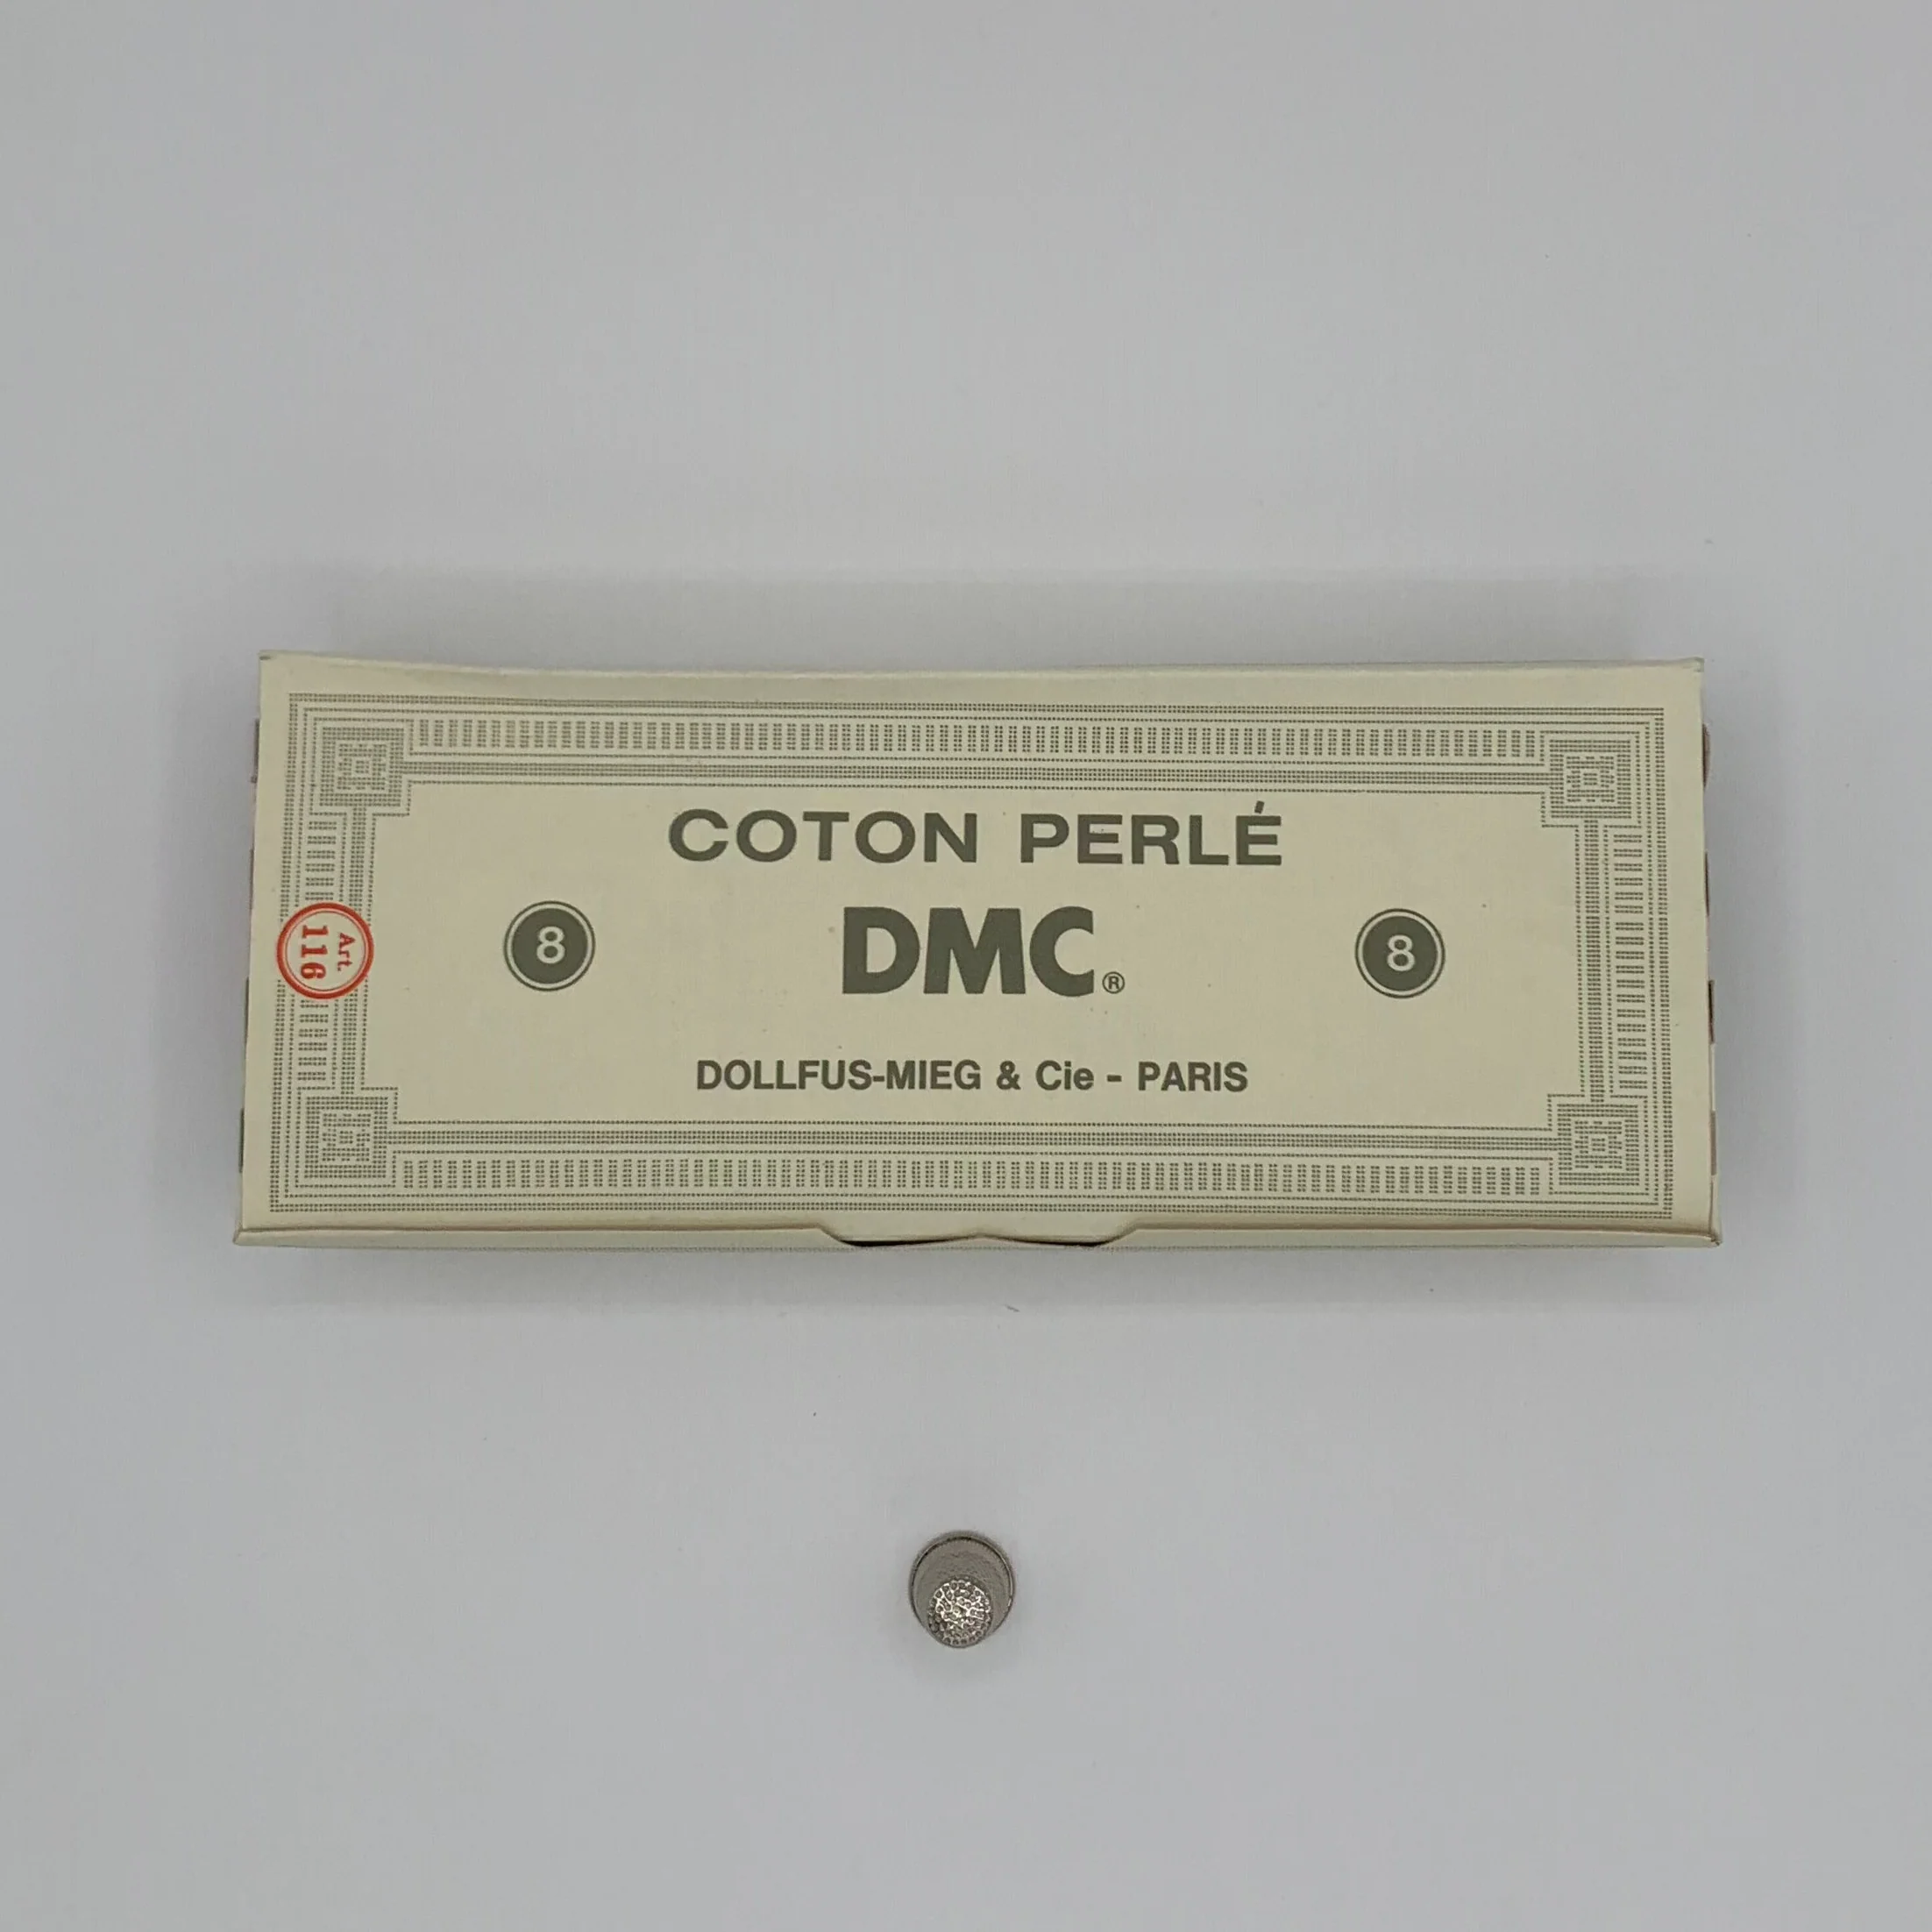 COTON PERLÉ
Art.
116
8
DMC®
8
DOLLFUS-MIEG & Cie - PARIS